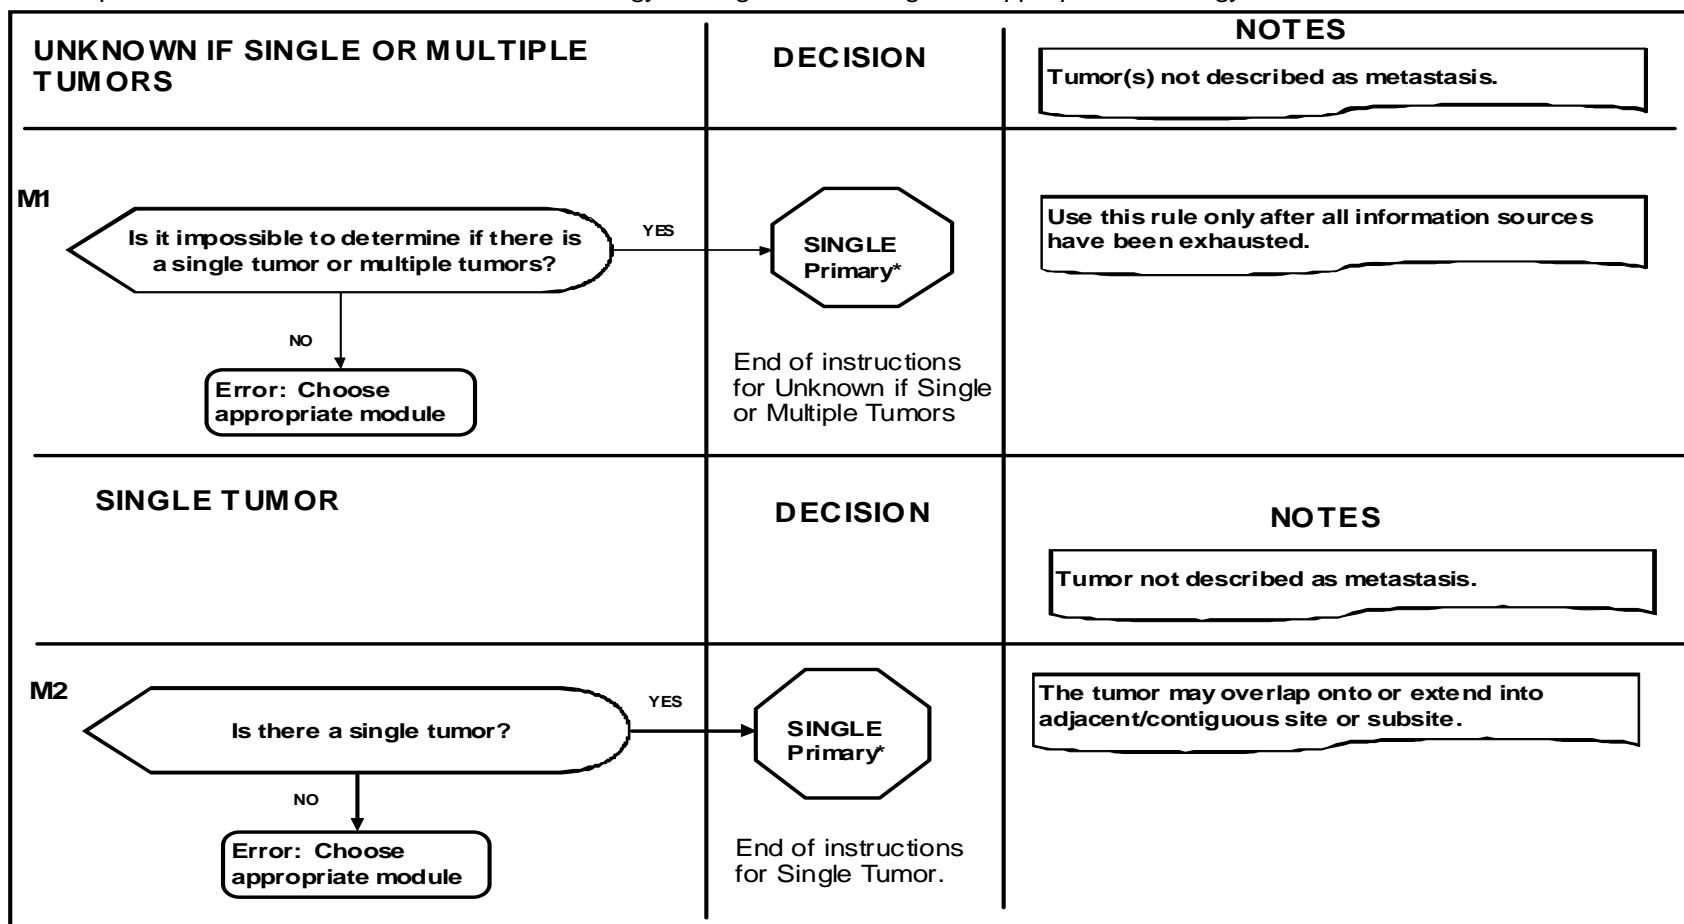 UNKNOWN IF SINGLE OR MULTIPLE
TUMORS
DECISION
NOTES
Tumor(s) not described as metastasis.
M1
Is it impossible to determine if there is
a single tumor or multiple tumors?
YES
SINGLE
Primary*
Use this rule only after all information sources
have been exhausted.
NO
Error: Choose
appropriate module
End of instructions
for Unknown if Single
or Multiple Tumors
SINGLE TUMOR
DECISION
NOTES
Tumor not described as metastasis.
M2
Is there a single tumor?
YES
SINGLE
Primary*
The tumor may overlap onto or extend into
adjacent/contiguous site or subsite.
NO
Error: Choose
appropriate module
End of instructions
for Single Tumor.